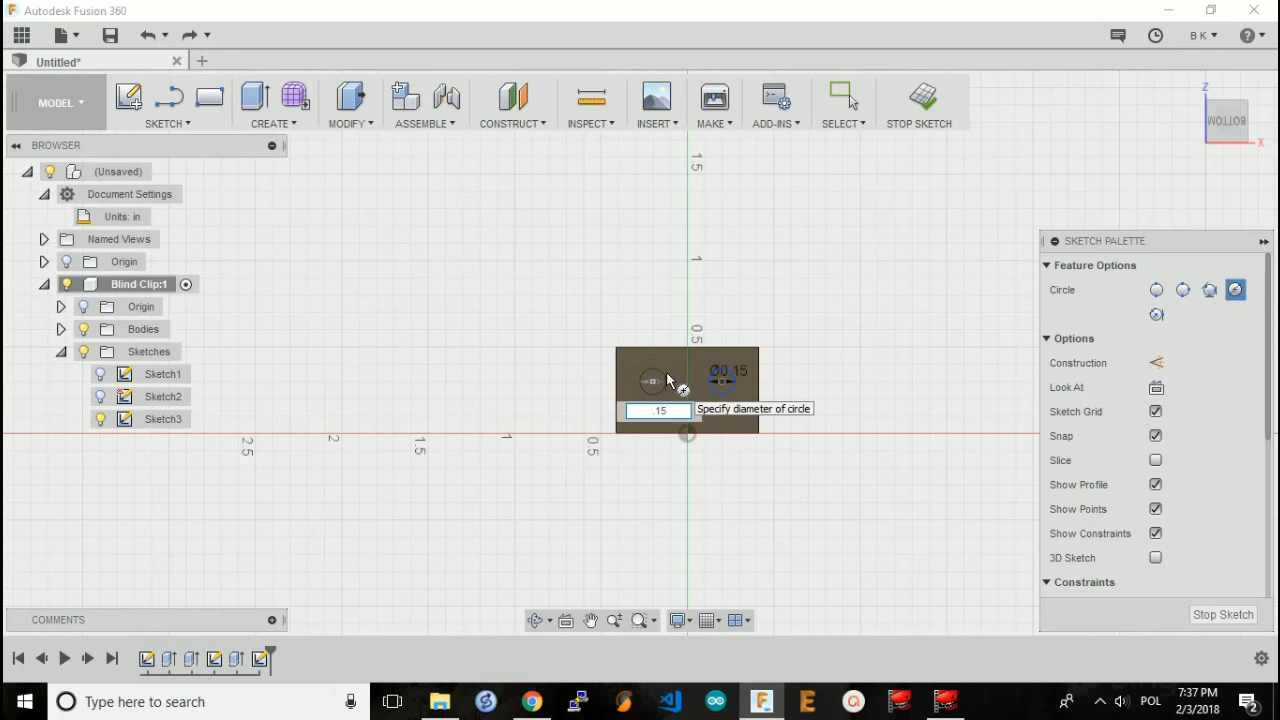 Autodesk Fusion 360
B K
Untitled*
MODEL
SKETCH
CREATE
MODIFY
ASSEMBLE
CONSTRUCT
INSPECT
INSERT
MAKE
ADD-INS
SELECT
STOP SKETCH
Z
BOTTOM
X
BROWSER
(Unsaved)
Document Settings
Units: in
Named Views
Origin
Blind Clip:1
Origin
Bodies
Sketches
Sketch1
Sketch2
Sketch3
1.5
1
0.5
Ø0.15
.15
Specify diameter of circle
2.5
2
1.5
1
0.5
SKETCH PALETTE
Feature Options
Circle
Options
Construction
Look At
Sketch Grid
Snap
Slice
Show Profile
Show Points
Show Constraints
3D Sketch
Constraints
Stop Sketch
COMMENTS
Type here to search
POL
7:37 PM
2/3/2018
2